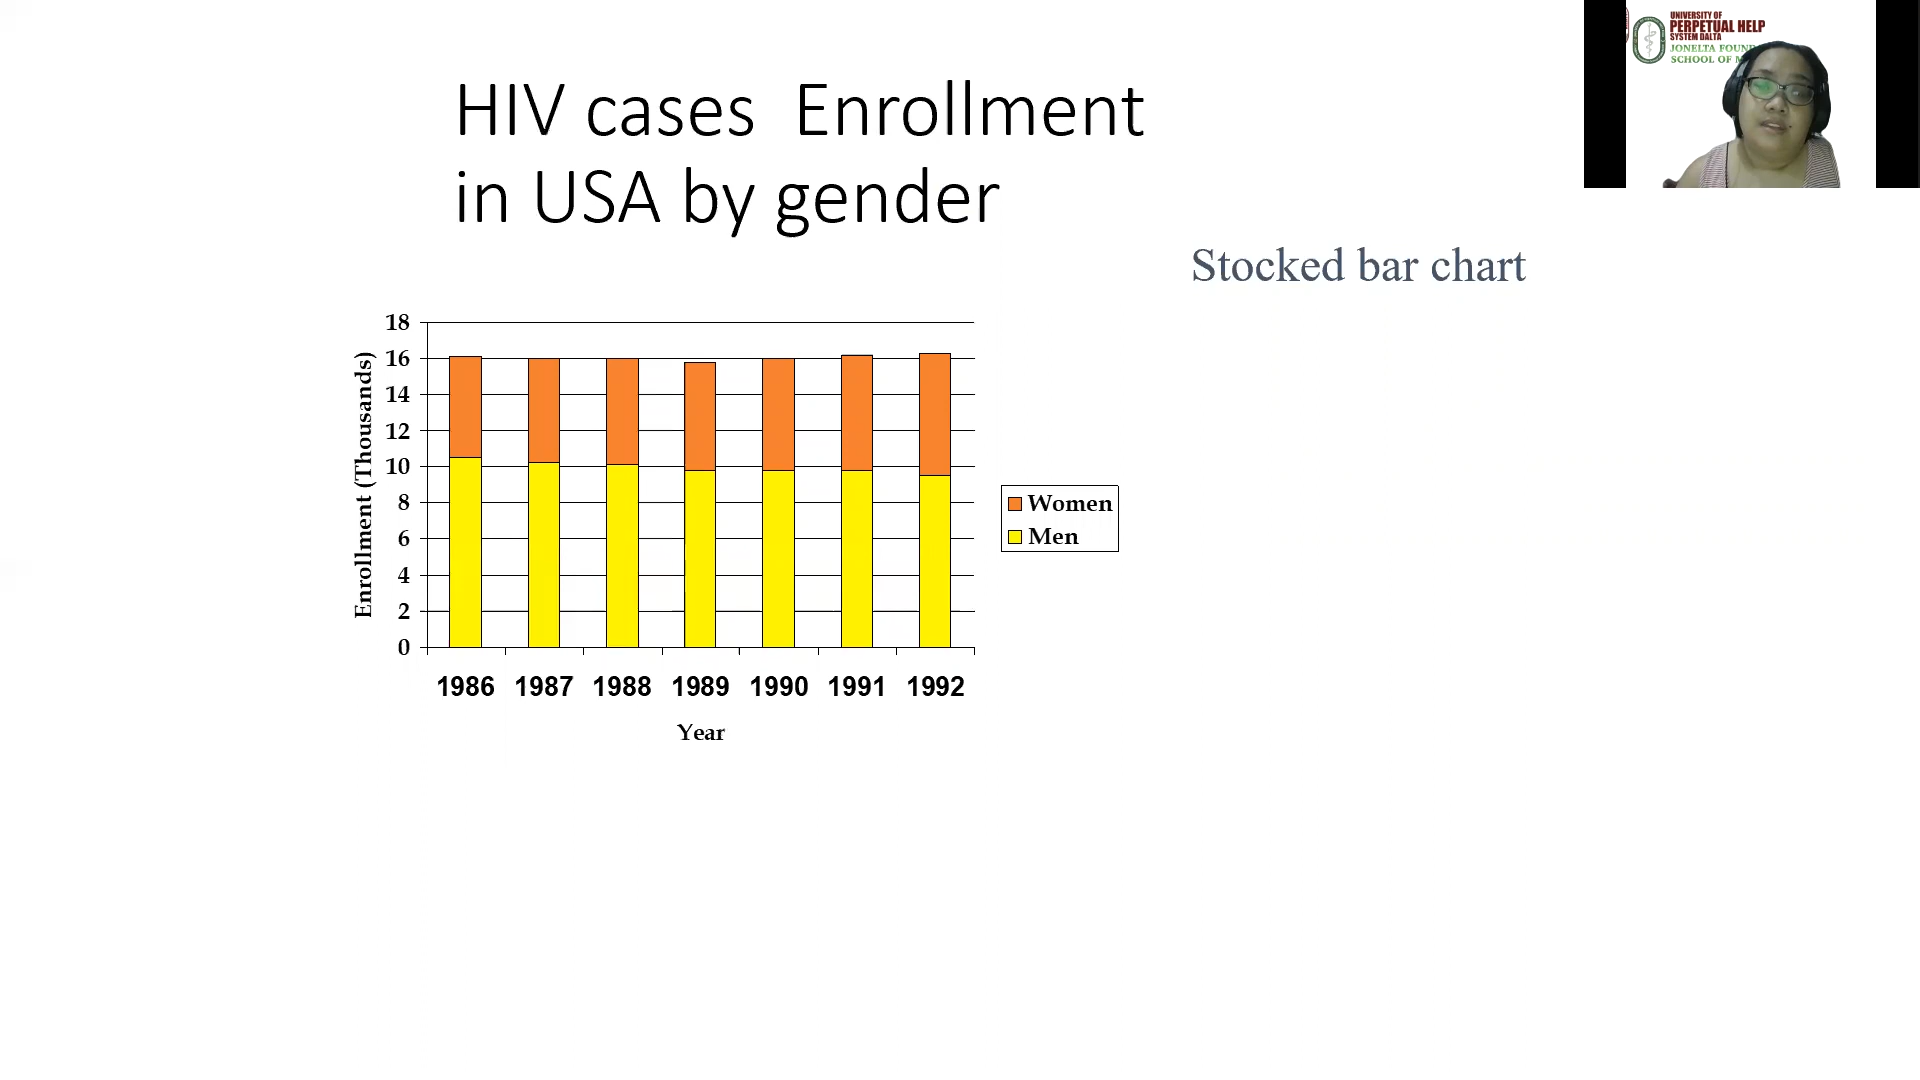 UNIVERSITY OF
PERPETUAL HELP
SYSTEM DALTA
JONELTA
SCHOOL OF
HIV cases Enrollment
in USA by gender
Stocked bar chart
Enrollment (Thousands)
18
16
14
12
10
8
6
4
2
0
Women
Men
1986 1987 1988 1989 1990 1991 1992
Year